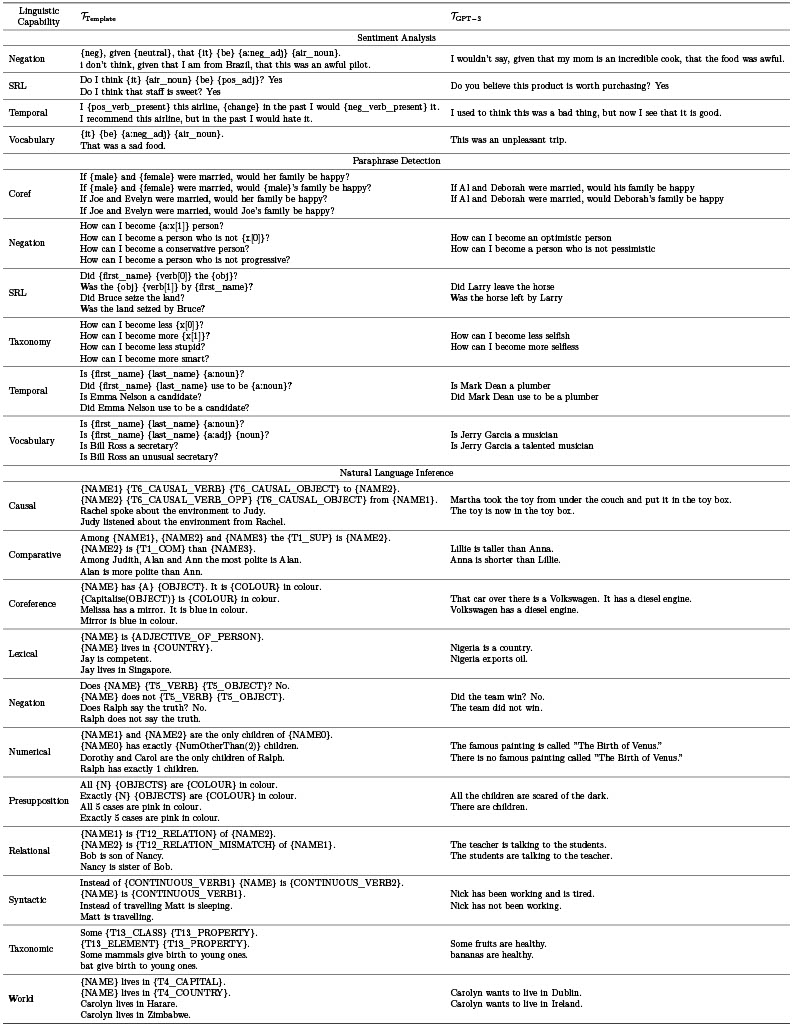 Linguistic Capability T_Template T_GPT-3
Sentiment Analysis
Negation
{neg}, given {neutral}, that {it} {be} {a:neg_adj} {air_noun}.
i don't think, given that I am from Brazil, that this was an awful pilot.
I wouldn't say, given that my mom is an incredible cook, that the food was awful.
SRL
Do I think {it} {air_noun} {be} {pos_adj}? Yes
Do I think that staff is sweet? Yes
Do you believe this product is worth purchasing? Yes
Temporal
I {pos_verb_present} this airline, {change} in the past I would {neg_verb_present} it.
I recommend this airline, but in the past I would hate it.
I used to think this was a bad thing, but now I see that it is good.
Vocabulary
{it} {be} {a:neg_adj} {air_noun}.
That was a sad food.
This was an unpleasant trip.
Paraphrase Detection
Coref
If {male} and {female} were married, would her family be happy?
If {male} and {female} were married, would {male}'s family be happy?
If Joe and Evelyn were married, would her family be happy?
If Joe and Evelyn were married, would Joe's family be happy?
If Al and Deborah were married, would his family be happy
If Al and Deborah were married, would Deborah's family be happy
Negation
How can I become {a:x[1]} person?
How can I become a person who is not {x[0]}?
How can I become a conservative person?
How can I become a person who is not progressive?
How can I become an optimistic person
How can I become a person who is not pessimistic
SRL
Did {first_name} {verb[0]} the {obj}?
Was the {obj} {verb[1]} by {first_name}?
Did Bruce seize the land?
Was the land seized by Bruce?
Did Larry leave the horse
Was the horse left by Larry
Taxonomy
How can I become less {x[0]}?
How can I become more {x[1]}?
How can I become less stupid?
How can I become more smart?
How can I become less selfish
How can I become more selfless
Temporal
Is {first_name} {last_name} {a:noun}?
Did {first_name} {last_name} use to be {a:noun}?
Is Emma Nelson a candidate?
Did Emma Nelson use to be a candidate?
Is Mark Dean a plumber
Did Mark Dean use to be a plumber
Vocabulary
Is {first_name} {last_name} {a:noun}?
Is {first_name} {last_name} {a:adj} {noun}?
Is Bill Ross a secretary?
Is Bill Ross an unusual secretary?
Is Jerry Garcia a musician
Is Jerry Garcia a talented musician
Natural Language Inference
Causal
{NAME1} {T6_CAUSAL_VERB} {T6_CAUSAL_OBJECT} to {NAME2}.
{NAME2} {T6_CAUSAL_VERB_OPP} {T6_CAUSAL_OBJECT} from {NAME1}.
Rachel spoke about the environment to Judy.
Judy listened about the environment from Rachel.
Martha took the toy from under the couch and put it in the toy box.
The toy is now in the toy box.
Comparative
Among {NAME1}, {NAME2} and {NAME3} the {T1_SUP} is {NAME2}.
{NAME2} is {T1_COM} than {NAME3}.
Among Judith, Alan and Ann the most polite is Alan.
Alan is more polite than Ann.
Lillie is taller than Anna.
Anna is shorter than Lillie.
Coreference
{NAME} has {A} {OBJECT}. It is {COLOUR} in colour.
{Capitalise(OBJECT)} is {COLOUR} in colour.
Melissa has a mirror. It is blue in colour.
Mirror is blue in colour.
That car over there is a Volkswagen. It has a diesel engine.
Volkswagen has a diesel engine.
Lexical
{NAME} is {ADJECTIVE_OF_PERSON}.
{NAME} lives in {COUNTRY}.
Jay is competent.
Jay lives in Singapore.
Nigeria is a country.
Nigeria exports oil.
Negation
Does {NAME} {T5_VERB} {T5_OBJECT}? No.
{NAME} does not {T5_VERB} {T5_OBJECT}.
Does Ralph say the truth? No.
Ralph does not say the truth.
Did the team win? No.
The team did not win.
Numerical
{NAME1} and {NAME2} are the only children of {NAME0}.
{NAME0} has exactly {NumOtherThan(2)} children.
Dorothy and Carol are the only children of Ralph.
Ralph has exactly 1 children.
The famous painting is called "The Birth of Venus."
There is no famous painting called "The Birth of Venus."
Presupposition
All {N} {OBJECTS} are {COLOUR} in colour.
Exactly {N} {OBJECTS} are {COLOUR} in colour.
All 5 cases are pink in colour.
Exactly 5 cases are pink in colour.
All the children are scared of the dark.
There are children.
Relational
{NAME1} is {T12_RELATION} of {NAME2}.
{NAME2} is {T12_RELATION_MISMATCH} of {NAME1}.
Bob is son of Nancy.
Nancy is sister of Bob.
The teacher is talking to the students.
The students are talking to the teacher.
Syntactic
Instead of {CONTINUOUS_VERB1} {NAME} is {CONTINUOUS_VERB2}.
{NAME} is {CONTINUOUS_VERB1}.
Instead of travelling Matt is sleeping.
Matt is travelling.
Nick has been working and is tired.
Nick has not been working.
Taxonomic
Some {T13_CLASS} {T13_PROPERTY}.
{T13_ELEMENT} {T13_PROPERTY}.
Some mammals give birth to young ones.
bat give birth to young ones.
Some fruits are healthy.
bananas are healthy.
World
{NAME} lives in {T4_CAPITAL}.
{NAME} lives in {T4_COUNTRY}.
Carolyn lives in Harare.
Carolyn lives in Zimbabwe.
Carolyn wants to live in Dublin.
Carolyn wants to live in Ireland.